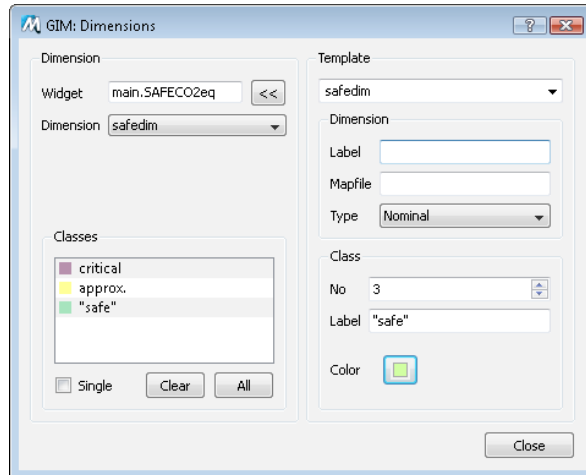 GIM: Dimensions
Dimension
Widget main.SAFECO2eq <<
Dimension safedim
Classes
critical
approx.
"safe"
Single Clear All
Template
safedim
Dimension
Label
Mapfile
Type Nominal
Class
No 3
Label "safe"
Color
Close